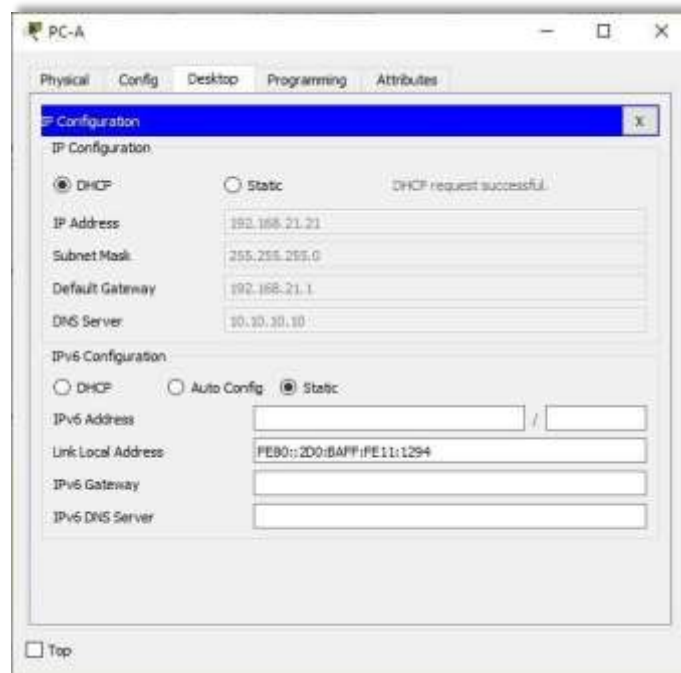 PC-A
Physical Config Desktop Programming Attributes
IP Configuration X
IP Configuration
DHCP Static DHCP request successful.
IP Address 192.168.21.21
Subnet Mask 255.255.255.0
Default Gateway 192.168.21.1
DNS Server 10.10.10.10
IPv6 Configuration
DHCP Auto Config Static
IPv6 Address /
Link Local Address FE80::2D0:BAFF:FE11:1294
IPv6 Gateway
IPv6 DNS Server
Top